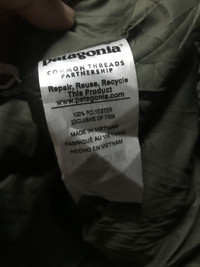 patagonia®
COMMON THREADS
PARTNERSHIP
Repair, Reuse, Recycle
This Product
www.patagonia.com
100% POLYESTER
EXCLUSIVE OF TRIM
MADE IN VIETNAM
FABRIQUÉ AU VIETNAM
HECHO EN VIETNAM